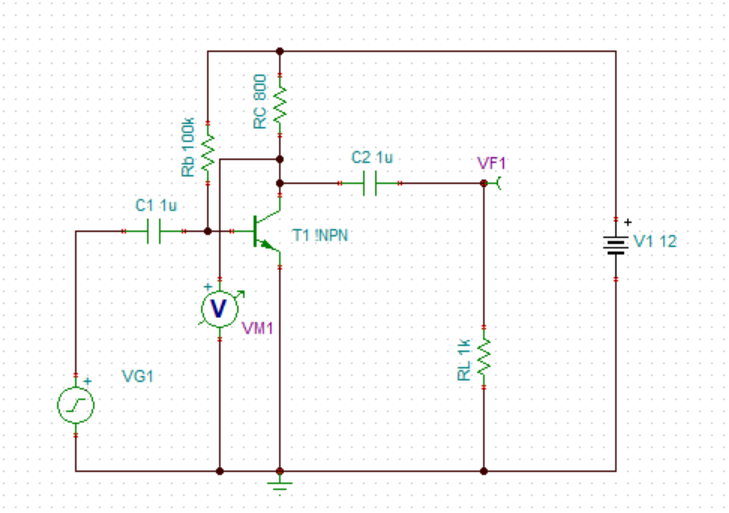 RC 800
Rb 100k
C2 1u
VF1
C1 1u
T1 !NPN
+
V1 12
+
V
VM1
VG1
+
RL 1k